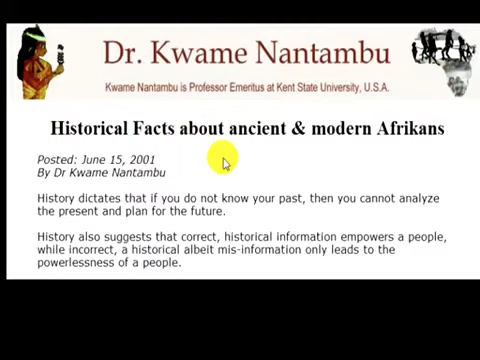 Dr. Kwame Nantambu
Kwame Nantambu is Professor Emeritus at Kent State University, U.S.A.
Historical Facts about ancient & modern Afrikans
Posted: June 15, 2001
By Dr Kwame Nantambu
History dictates that if you do not know your past, then you cannot analyze
the present and plan for the future.
History also suggests that correct, historical information empowers a people,
while incorrect, a historical albeit mis-information only leads to the
powerlessness of a people.